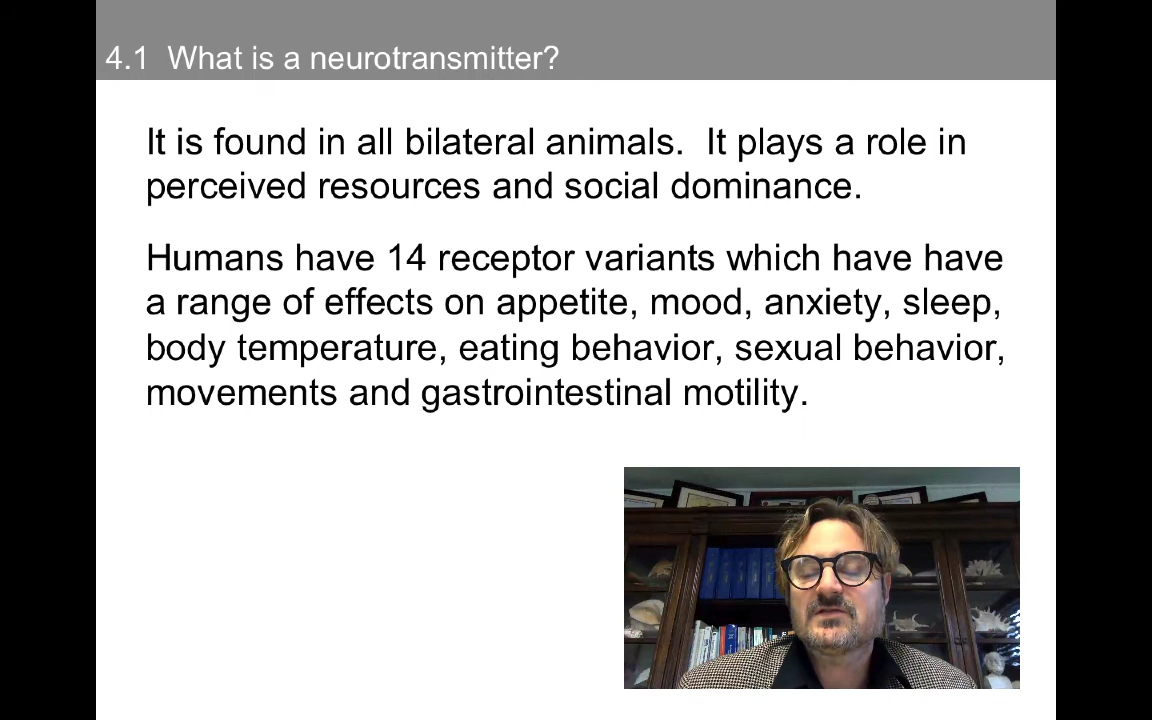 4.1 What is a neurotransmitter?
It is found in all bilateral animals. It plays a role in
perceived resources and social dominance.
Humans have 14 receptor variants which have have
a range of effects on appetite, mood, anxiety, sleep,
body temperature, eating behavior, sexual behavior,
movements and gastrointestinal motility.